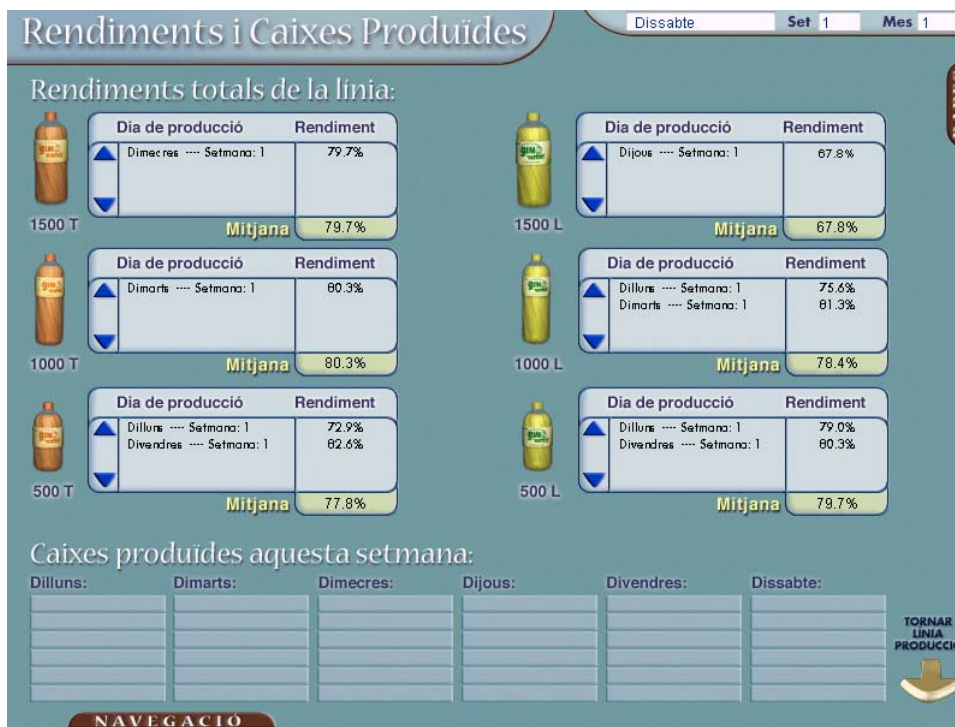 Rendiments i Caixes Produïdes
Dissabte Set 1 Mes 1
Rendiments totals de la línia:
Dia de producció Rendiment
Dimecres ---- Setmana: 1 79.7%
1500 T
Mitjana 79.7%
Dia de producció Rendiment
Dijous ---- Setmana: 1 67.8%
1500 L
Mitjana 67.8%
Dia de producció Rendiment
Dimarts ---- Setmana: 1 80.3%
1000 T
Mitjana 80.3%
Dia de producció Rendiment
Dilluns ---- Setmana: 1 75.6%
Dimarts ---- Setmana: 1 81.3%
1000 L
Mitjana 78.4%
Dia de producció Rendiment
Dilluns ---- Setmana: 1 72.9%
Divendres ---- Setmana: 1 82.6%
500 T
Mitjana 77.8%
Dia de producció Rendiment
Dilluns ---- Setmana: 1 79.0%
Divendres ---- Setmana: 1 80.3%
500 L
Mitjana 79.7%
Caixes produïdes aquesta setmana:
Dilluns: Dimarts: Dimecres: Dijous: Divendres: Dissabte:
TORNAR
LINIA
PRODUCCIÓ
NAVEGACIÓ